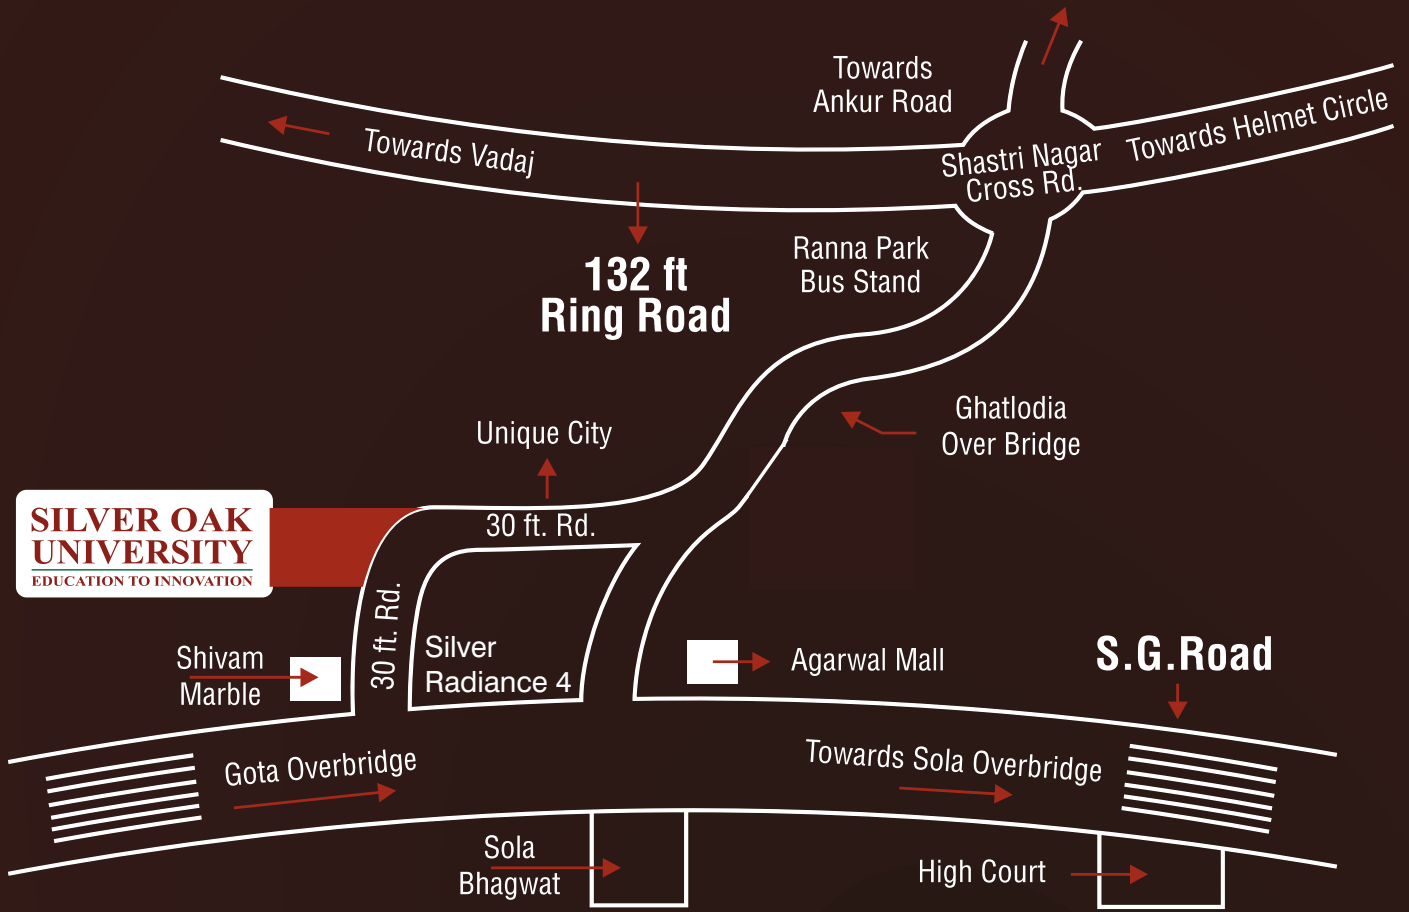 Towards
Ankur Road
Towards Vadaj
Shastri Nagar
Cross Rd.
Towards Helmet Circle
132 ft
Ring Road
Ranna Park
Bus Stand
Unique City
Ghatlodia
Over Bridge
SILVER OAK
UNIVERSITY
EDUCATION TO INNOVATION
30 ft. Rd.
30 ft. Rd.
Shivam
Marble
Silver
Radiance 4
Agarwal Mall
S.G.Road
Gota Overbridge
Towards Sola Overbridge
Sola
Bhagwat
High Court